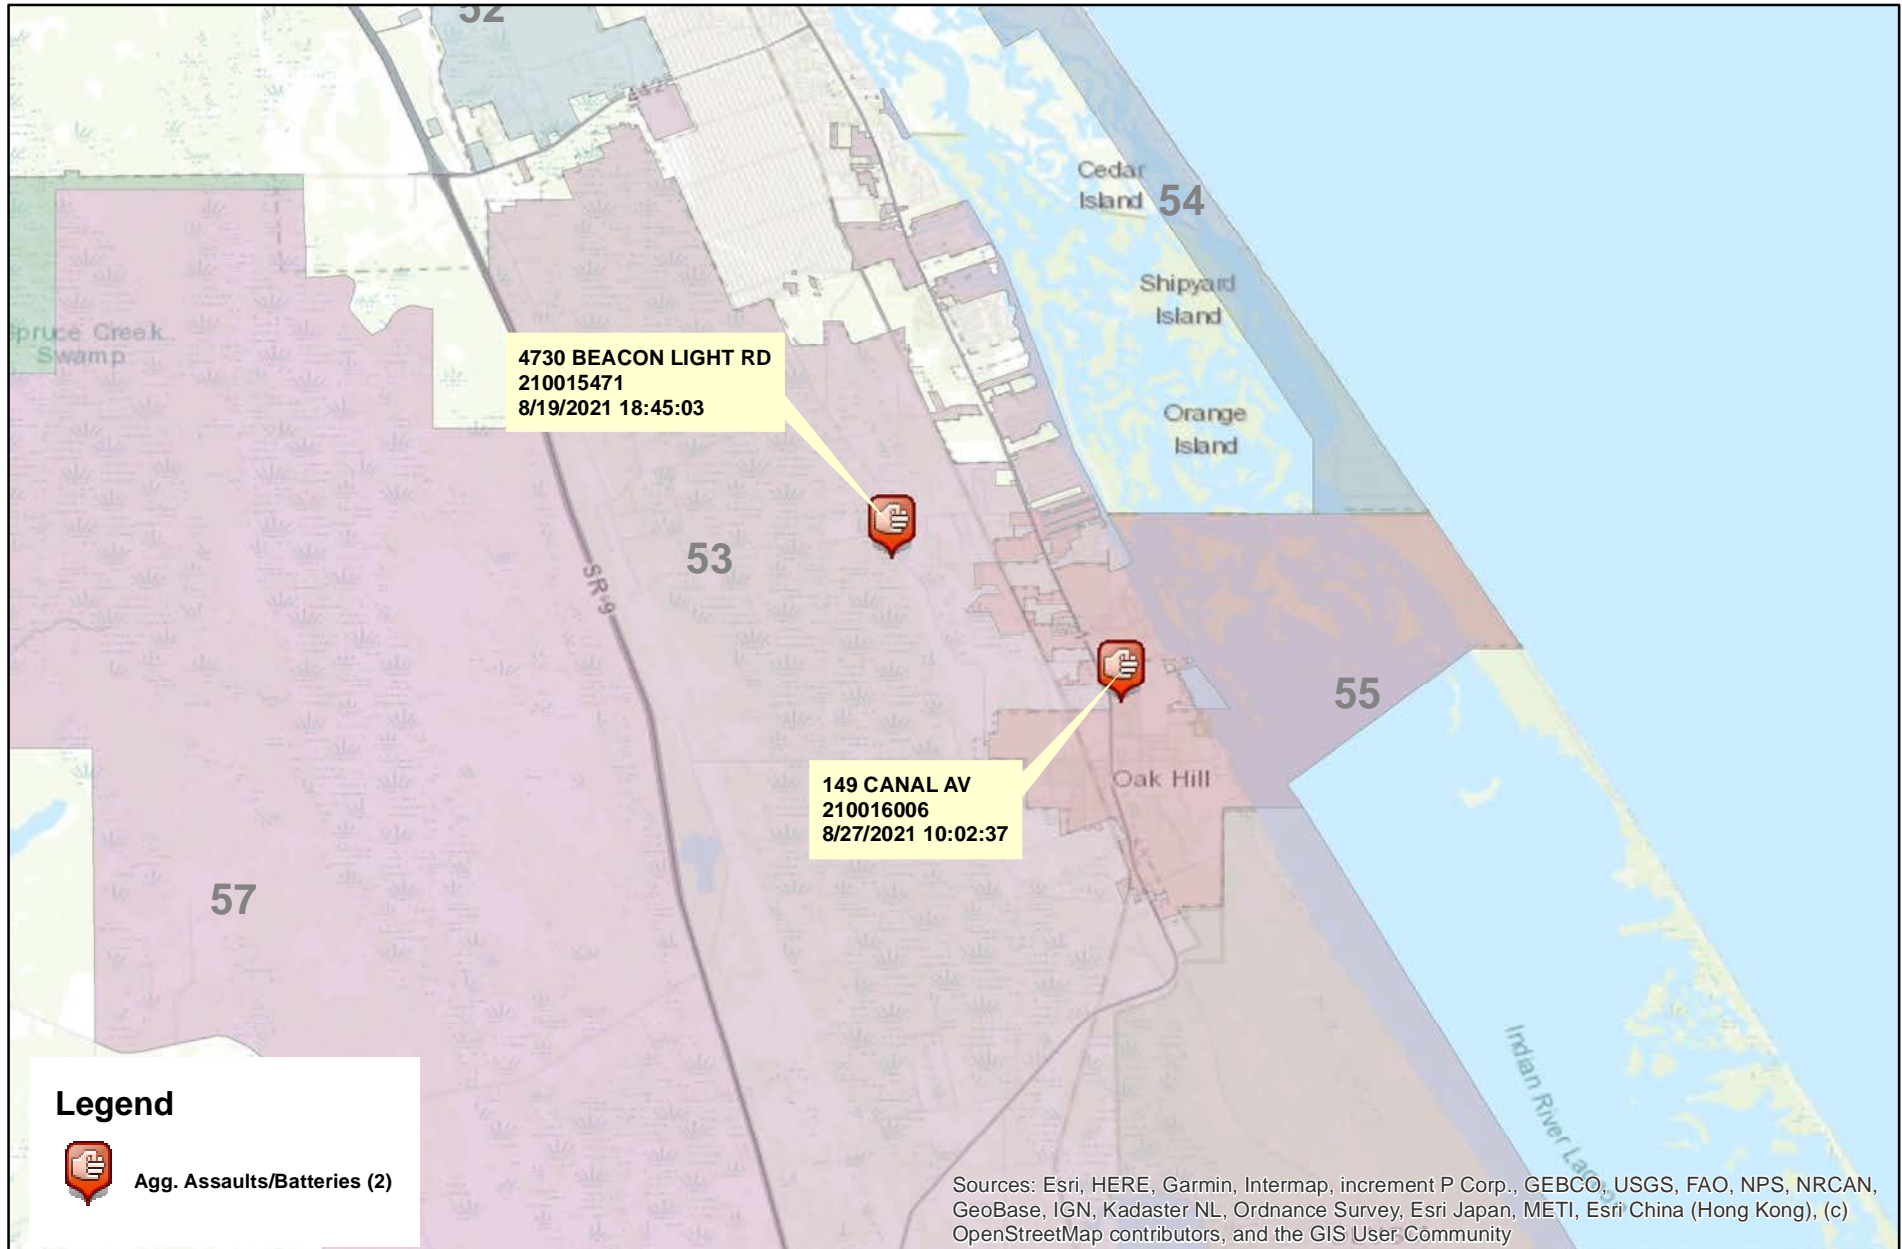 52
4422
Cedar
Island
54
Shipyard
Island
Spruce Creek
Swamp
4730 BEACON LIGHT RD
210015471
8/19/2021 18:45:03
Orange
Island
53
SR-9
55
149 CANAL AV
210016006
8/27/2021 10:02:37
Oak Hill
57
Indian River Lagoon
Legend
Agg. Assaults/Batteries (2)
Sources: Esri, HERE, Garmin, Intermap, increment P Corp., GEBCO, USGS, FAO, NPS, NRCAN,
GeoBase, IGN, Kadaster NL, Ordnance Survey, Esri Japan, METI, Esri China (Hong Kong), (c)
OpenStreetMap contributors, and the GIS User Community